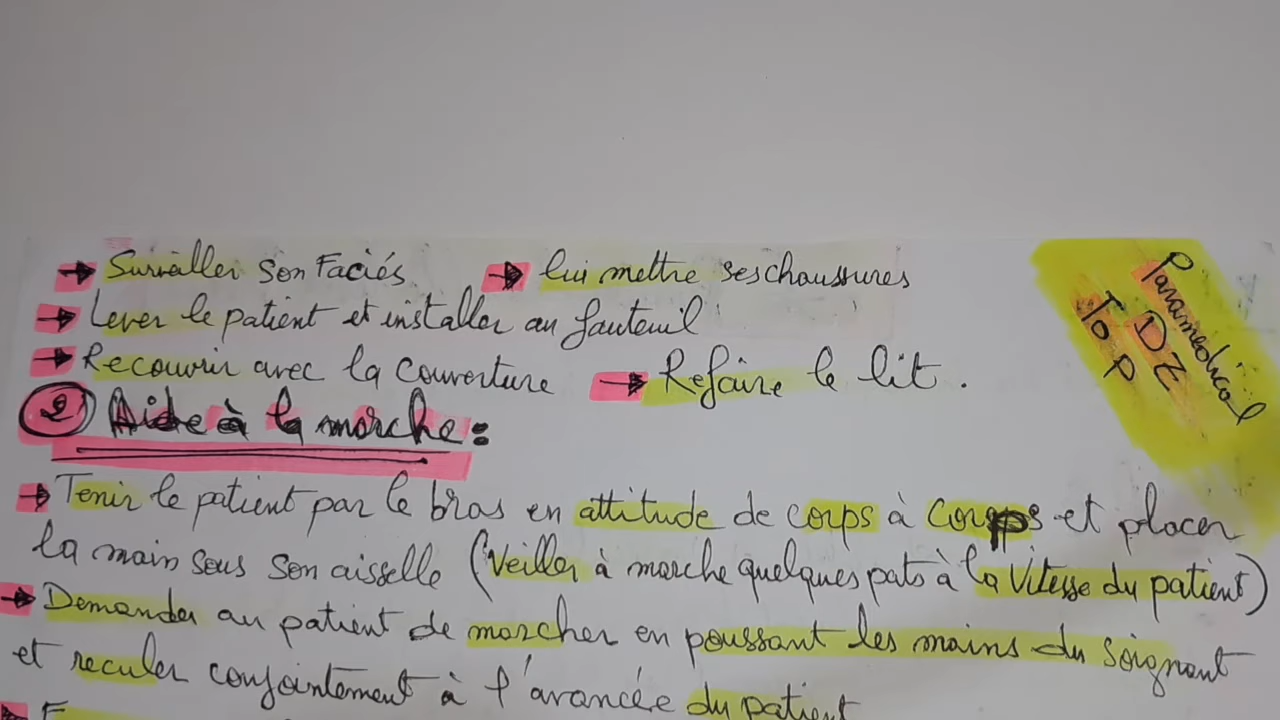 → Surveiller son Faciés → lui mettre ses chaussures
→ Lever le patient et installer au fauteuil
→ Recouvrir avec la couverture → Refaire le lit.
② Aide à la marche:
→ Tenir le patient par le bras en attitude de corps à corps et placer
la main sous son aisselle (Veiller à marche quelques pats à la vitesse du patient)
→ Demander au patient de marcher en poussant les mains du soignant
et reculer conjointement à l'avancée du patient
Paramedical
DZ
TOP